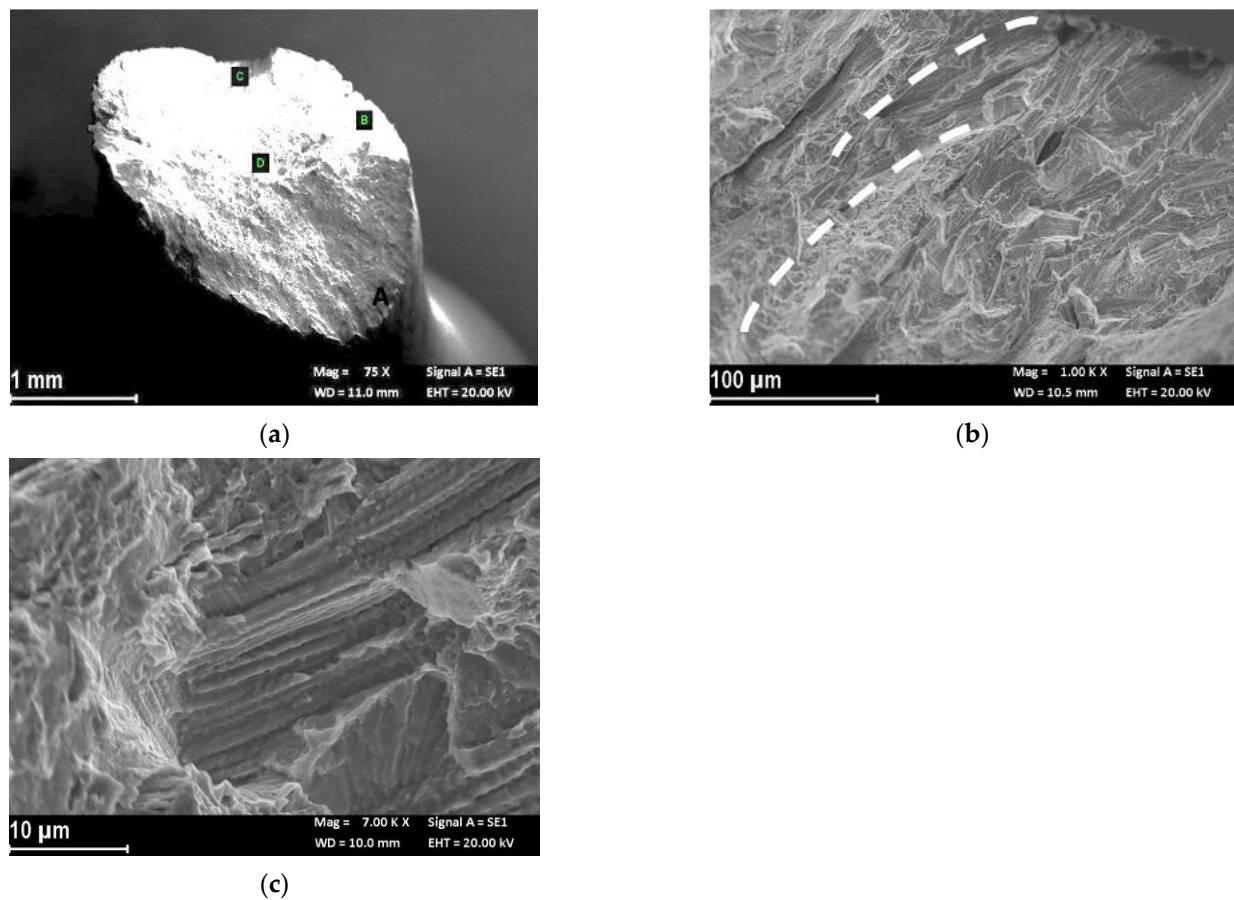 C
B
D
A
1 mm
Mag = 75 X Signal A = SE1
WD = 11.0 mm EHT = 20.00 kV
(a)
100 µm
Mag = 1.00 K X Signal A = SE1
WD = 10.5 mm EHT = 20.00 kV
(b)
10 µm
Mag = 7.00 K X Signal A = SE1
WD = 10.0 mm EHT = 20.00 kV
(c)